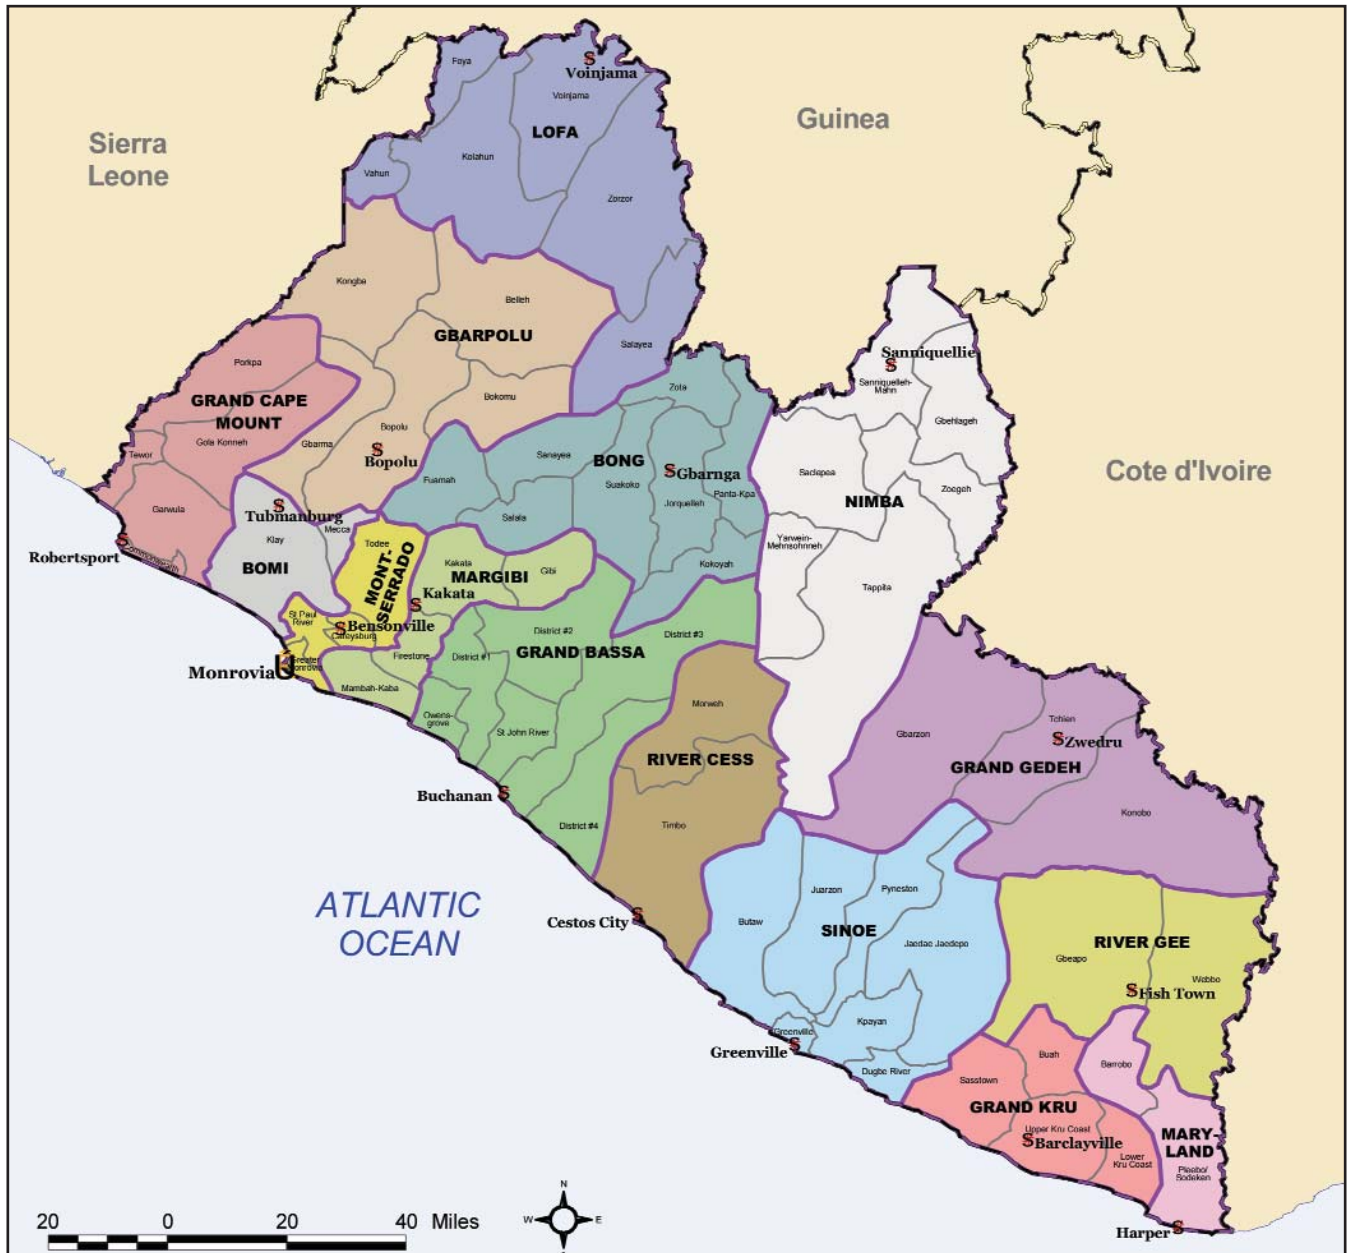 Foya
Voinjama
Voinjama
Guinea
Sierra
Leone
LOFA
Kolahun
Vahun
Zorzor
Kongba
Belleh
GBARPOLU
Salayea
Sanniquellie
Sanniquelleh-
Mahn
Porkpa
Zota
GRAND CAPE
MOUNT
Bokomu
Gbehlageh
Gola Konneh
Gbarma
Bopolu
Bopolu
Tewor
Sanayea
BONG
Gbarnga
Saclepea
Cote d'Ivoire
Fuamah
Suakoko
Jorquelleh
Panta-Kpa
NIMBA
Zoegeh
Garwula
Tubmanburg
Klay
Mecca
Salala
Todee
Yarwein-
Mehnsohnneh
Robertsport
Commonwealth
BOMI
MONT-
SERRADO
Kakata
Gibi
MARGIBI
Kokoyah
Tappita
Kakata
St Paul
River
Bensonville
Careysburg
District #2
District #3
Monrovia
U
Greater
Monrovia
Firestone
District #1
GRAND BASSA
Mambah-Kaba
Owens-
grove
St John River
Morweh
Gbarzon
Tchien
Zwedru
RIVER CESS
GRAND GEDEH
Buchanan
District #4
Timbo
Konobo
ATLANTIC
OCEAN
Juarzon
Pyneston
Cestos City
Butaw
SINOE
Jaedae Jaedepo
RIVER GEE
Gbeapo
Webbo
Fish Town
Greenville
Greenville
Kpayan
Dugbe River
Buah
Barrobo
Sasstown
GRAND KRU
Upper Kru Coast
Barclayville
Lower
Kru Coast
MARY-
LAND
Pleebo/
Sodeken
Harper
20 0 20 40 Miles
N
W E